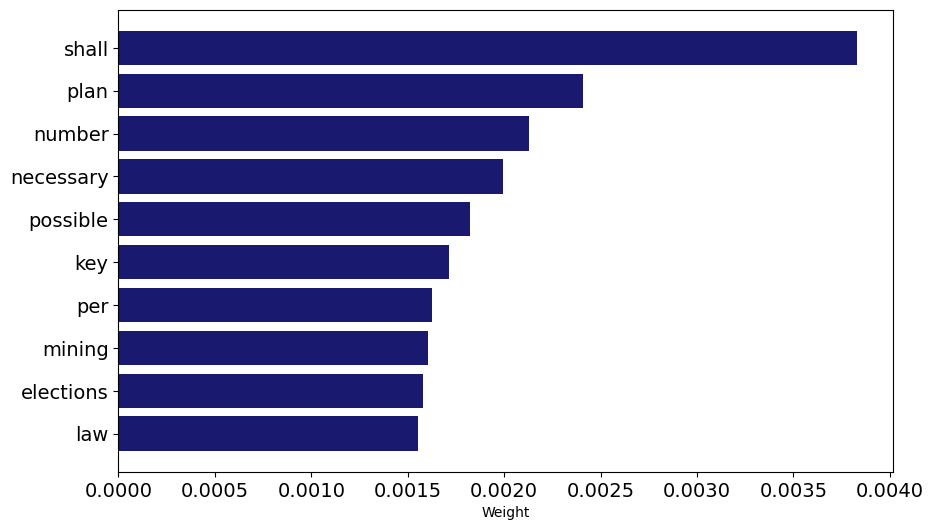 shall
plan
number
necessary
possible
key
per
mining
elections
law
0.0000 0.0005 0.0010 0.0015 0.0020 0.0025 0.0030 0.0035 0.0040
Weight